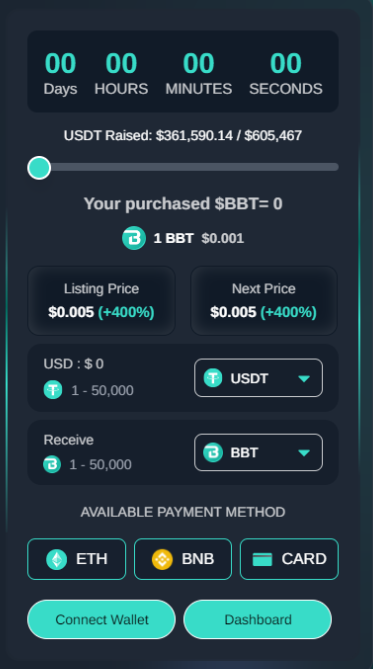 00 00 00 00
Days HOURS MINUTES SECONDS
USDT Raised: $361,590.14 / $605,467
Your purchased $BBT= 0
1 BBT $0.001
Listing Price Next Price
$0.005 (+400%) $0.005 (+400%)
USD : $ 0
1 - 50,000 USDT
Receive
1 - 50,000 BBT
AVAILABLE PAYMENT METHOD
ETH BNB CARD
Connect Wallet Dashboard